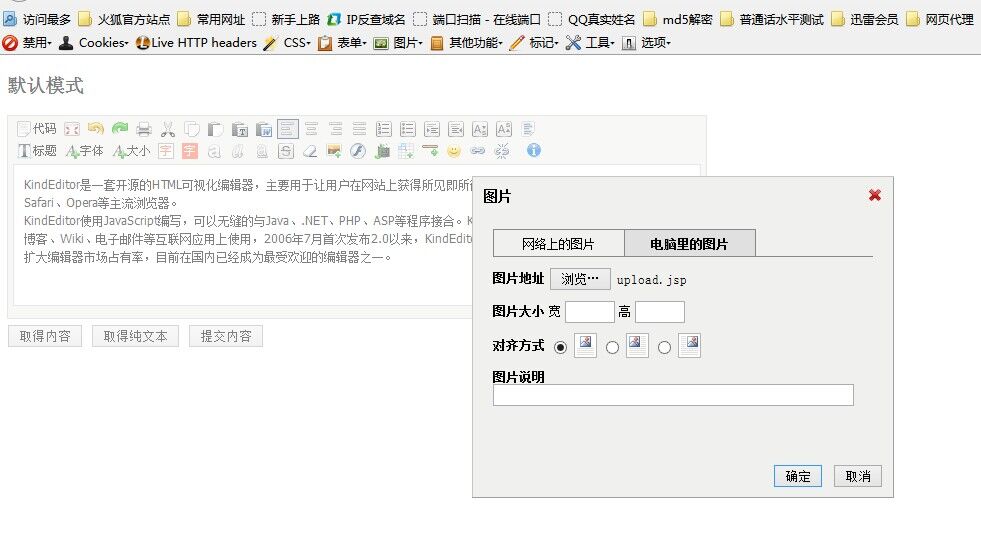 访问最多 火狐官方站点 常用网址 新手上路 IP反查域名 端口扫描 - 在线端口 QQ真实姓名 md5解密 普通话水平测试 迅雷会员 网页代理
禁用 Cookies Live HTTP headers CSS 表单 图片 其他功能 标记 工具 选项
默认模式
代码
标题 字体 大小 字 字
KindEditor是一套开源的HTML可视化编辑器，主要用于让用户在网站上获得所见即所
Safari、Opera等主流浏览器。
KindEditor使用JavaScript编写，可以无缝的与Java、.NET、PHP、ASP等程序接合。
博客、Wiki、电子邮件等互联网应用上使用，2006年7月首次发布2.0以来，KindEdito
扩大编辑器市场占有率，目前在国内已经成为最受欢迎的编辑器之一。
取得内容 取得纯文本 提交内容
图片
网络上的图片 电脑里的图片
图片地址 浏览… upload.jsp
图片大小 宽 高
对齐方式
图片说明
确定 取消